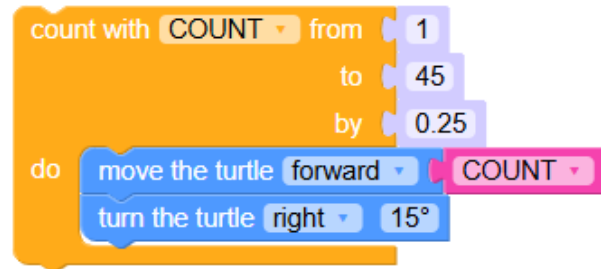 count with COUNT from 1
to 45
by 0.25
do move the turtle forward COUNT
turn the turtle right 15°